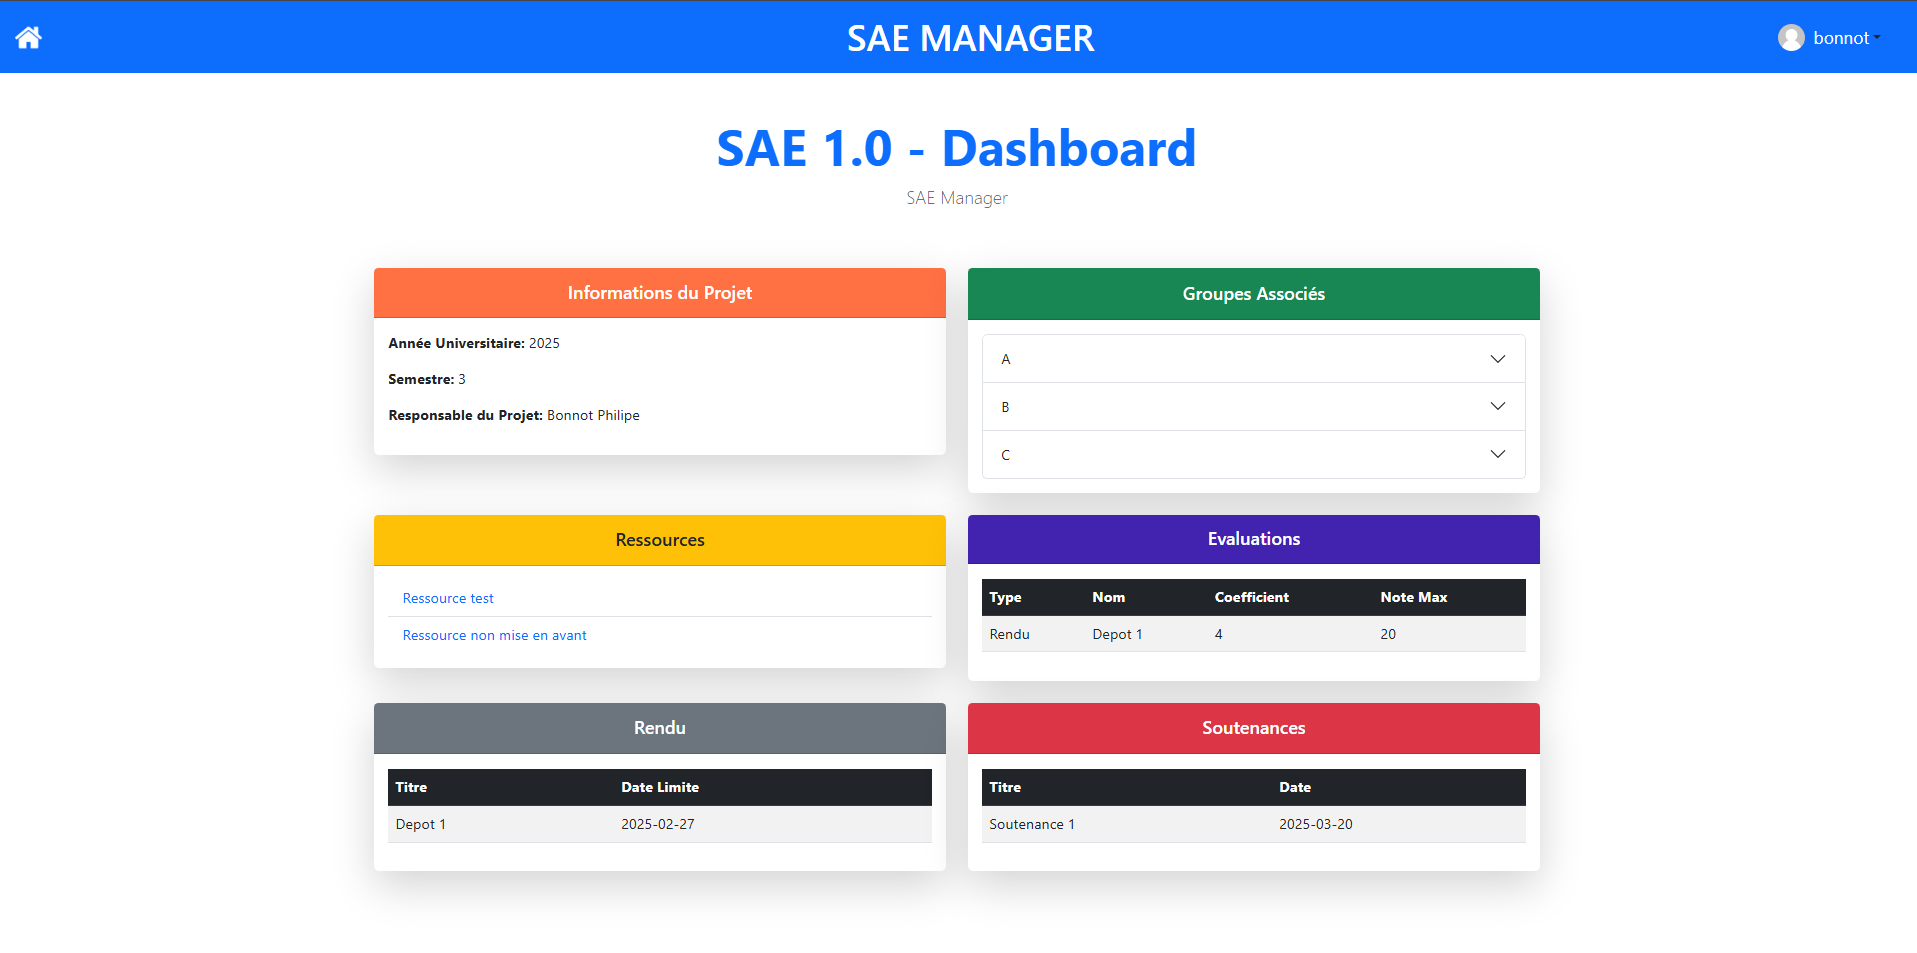 SAE MANAGER
bonnot
SAE 1.0 - Dashboard
SAE Manager
Informations du Projet
Année Universitaire: 2025
Semestre: 3
Responsable du Projet: Bonnot Philipe
Groupes Associés
A
B
C
Ressources
Ressource test
Ressource non mise en avant
Evaluations
Type Nom Coefficient Note Max
Rendu Depot 1 4 20
Rendu
Titre Date Limite
Depot 1 2025-02-27
Soutenances
Titre Date
Soutenance 1 2025-03-20